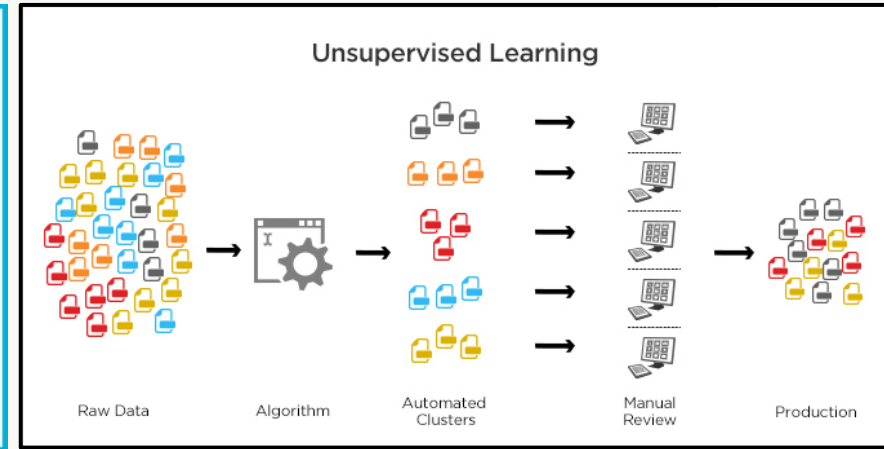 Unsupervised Learning
Raw Data
Algorithm
Automated
Clusters
Manual
Review
Production